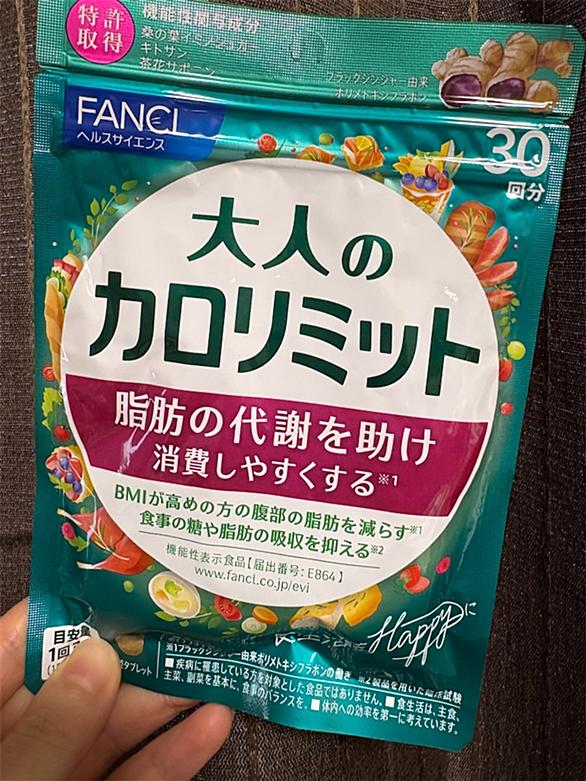 特許
取得
機能性関与成分
桑の葉イミノシュガー
キトサン
茶花サポニン
ブラックジンジャー由来
ポリメトキシフラボン
FANCL
ヘルスサイエンス
30
回分
大人の
カロリミット
脂肪の代謝を助け
消費しやすくする※1
BMIが高めの方の腹部の脂肪を減らす※1
食事の糖や脂肪の吸収を抑える※2
機能性表示食品【届出番号:E864】
www.fancl.co.jp/evi
Happyに
目安量
1回
タブレット
※1ブラックジンジャー由来ポリメトキシフラボンの働き ※2製品を用いた臨床試験
■疾病に罹患している方を対象とした食品ではありません。■食生活は、主食、
主菜、副菜を基本に、食事のバランスを。■体内への効率を第一に考えています。